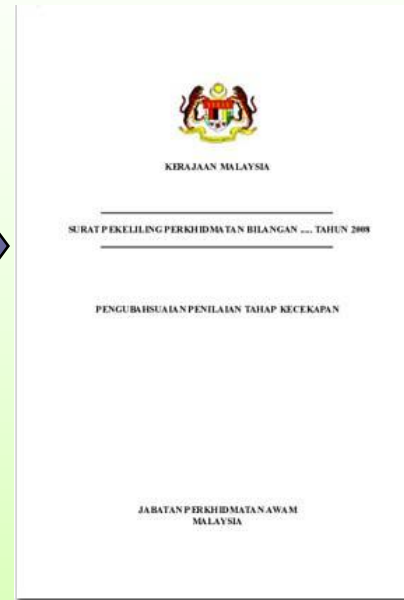 KERAJAAN MALAYSIA
SURAT PEKELILING PERKHIDMATAN BILANGAN .... TAHUN 2008
PENGUBAHSUAIAN PENILAIAN TAHAP KECEKAPAN
JABATAN PERKHIDMATAN AWAM
MALAYSIA